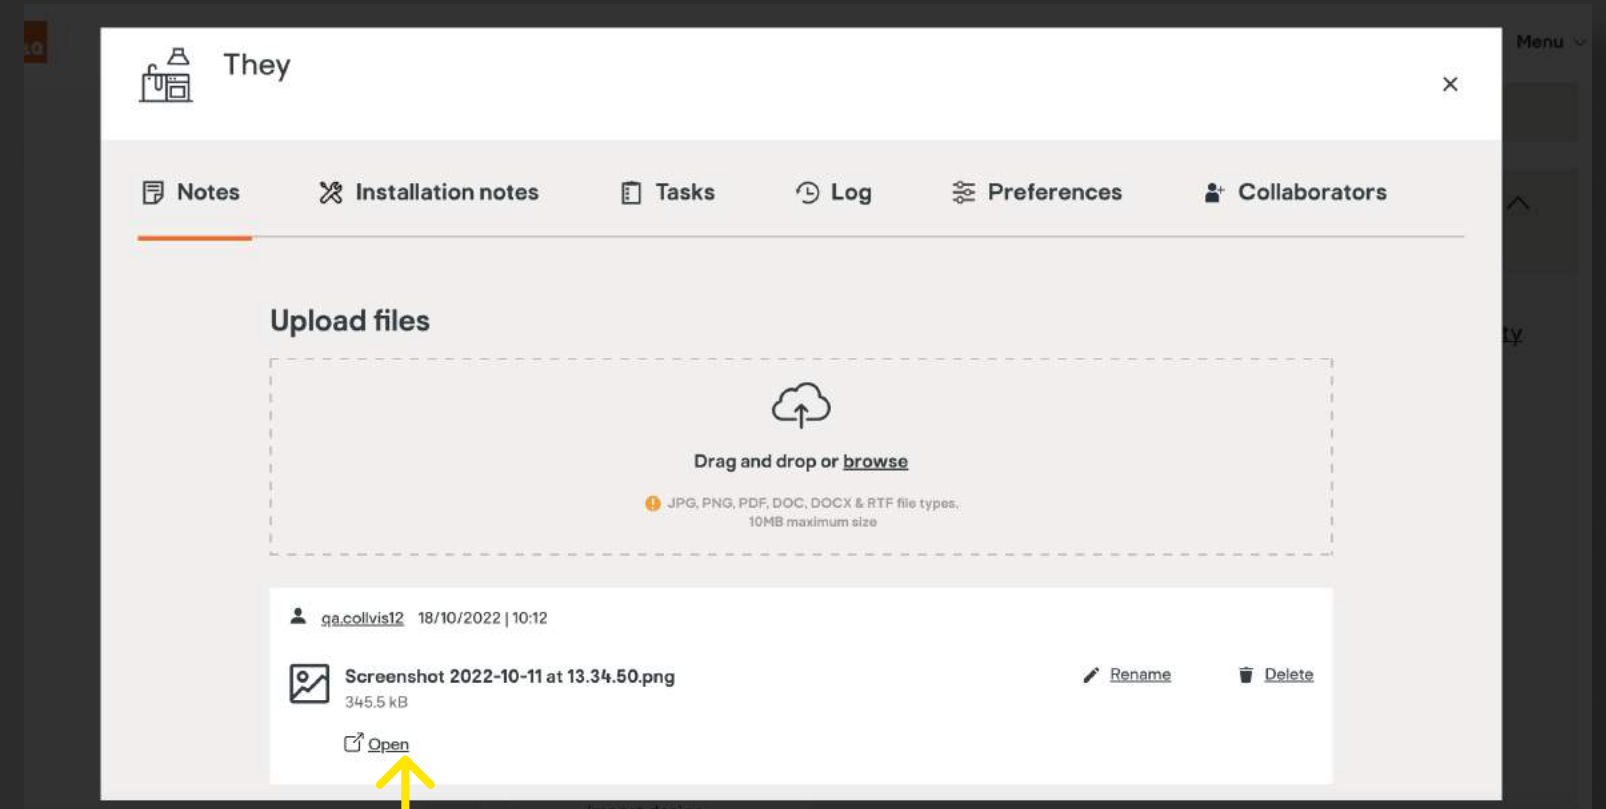 Menu
They
Notes
Installation notes
Tasks
Log
Preferences
Collaborators
Upload files
Drag and drop or browse
JPG, PNG, PDF, DOC, DOCX & RTF file types,
10MB maximum size
qa.collvis12 18/10/2022 | 10:12
Screenshot 2022-10-11 at 13.34.50.png
Rename
Delete
345.5 kB
Open